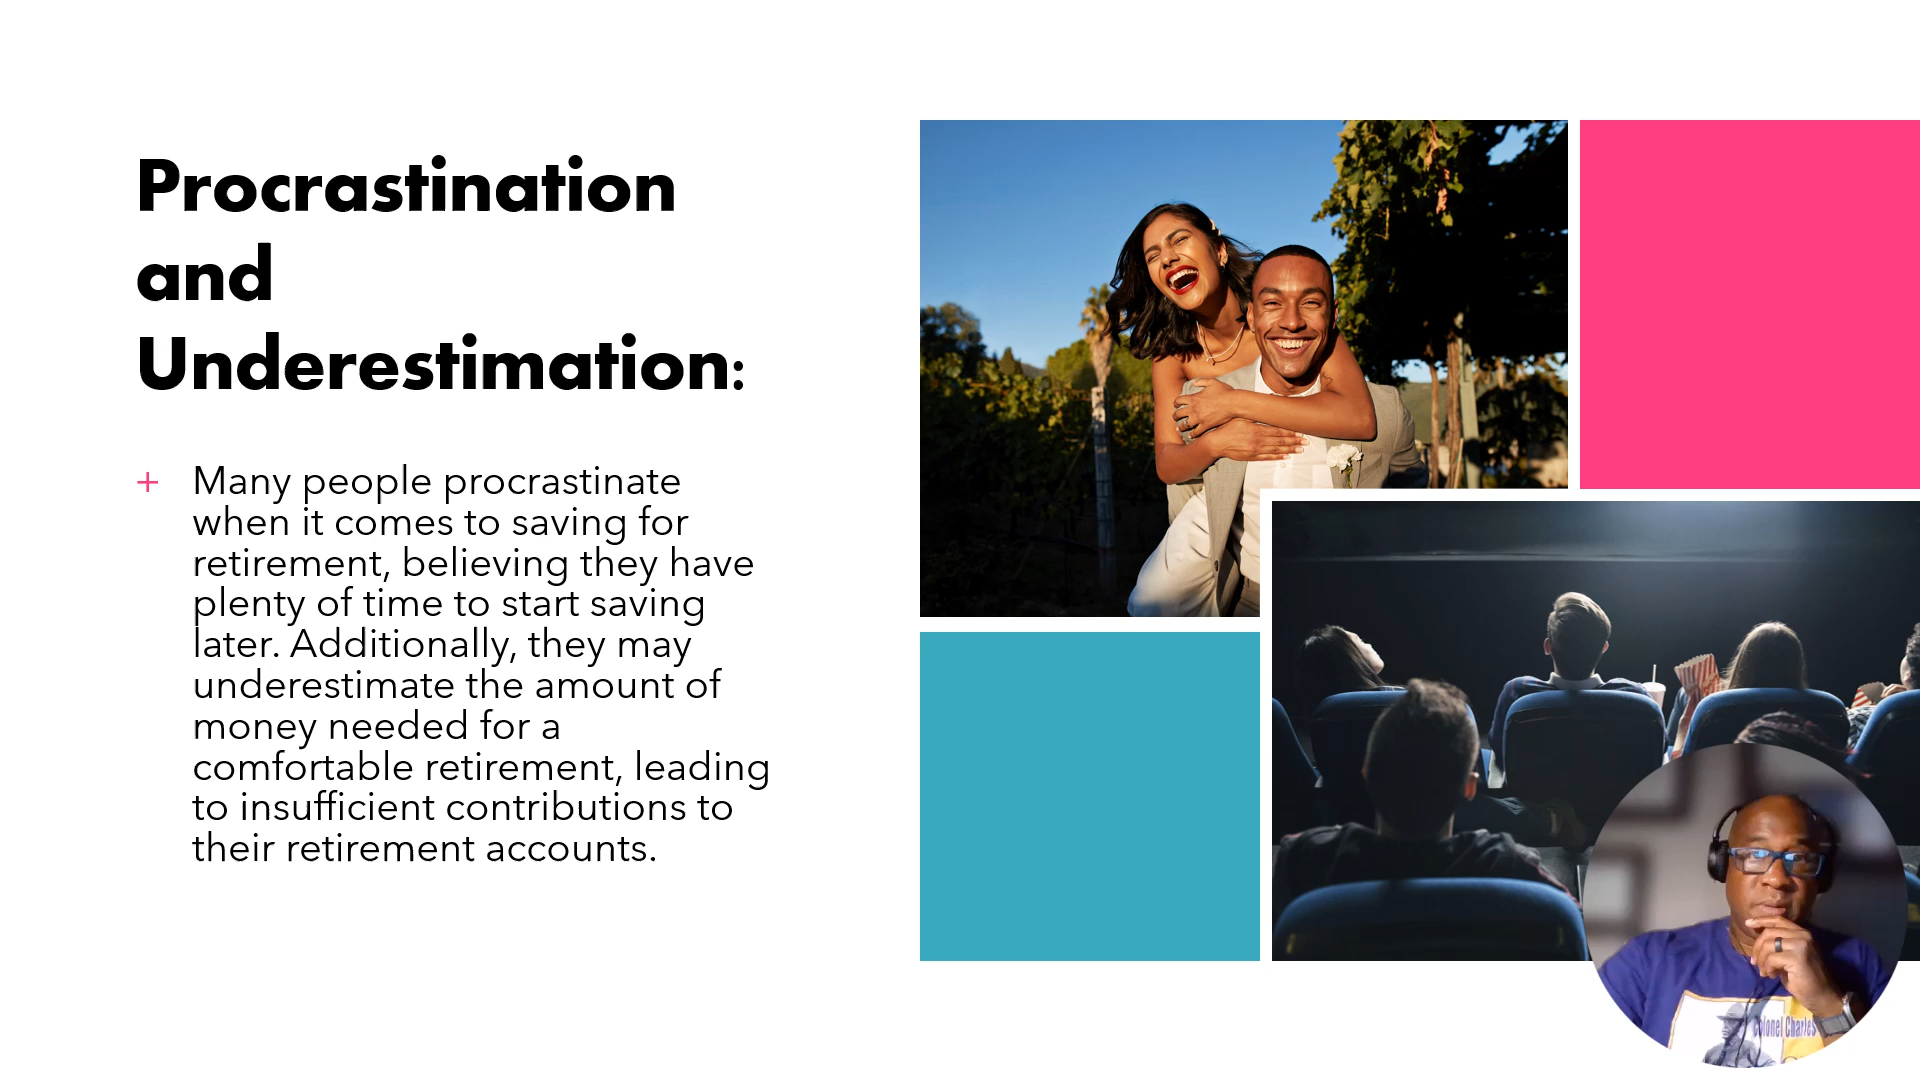 Procrastination
and
Underestimation:
+ Many people procrastinate
when it comes to saving for
retirement, believing they have
plenty of time to start saving
later. Additionally, they may
underestimate the amount of
money needed for a
comfortable retirement, leading
to insufficient contributions to
their retirement accounts.
Colonel Charles